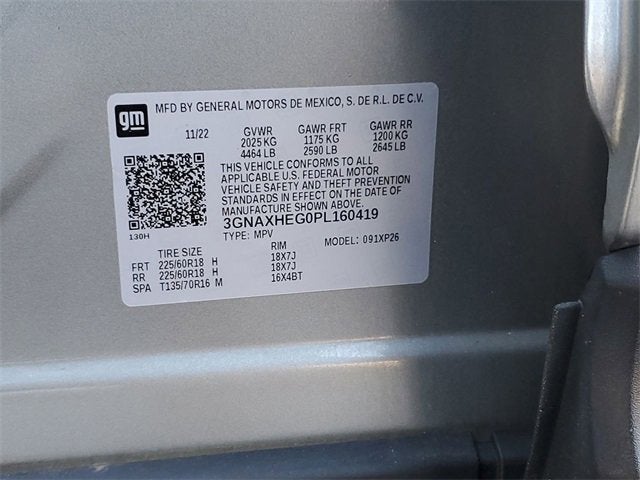 gm
MFD BY GENERAL MOTORS DE MEXICO, S. DE R.L. DE C.V.
11/22 GVWR GAWR FRT GAWR RR
2025 KG 1175 KG 1200 KG
4464 LB 2590 LB 2645 LB
THIS VEHICLE CONFORMS TO ALL
APPLICABLE U.S. FEDERAL MOTOR
VEHICLE SAFETY AND THEFT PREVENTION
STANDARDS IN EFFECT ON THE DATE OF
MANUFACTURE SHOWN ABOVE.
3GNAXHEG0PL160419
130H TYPE: MPV MODEL: 091XP26
TIRE SIZE RIM
FRT 225/60R18 H 18X7J
RR 225/60R18 H 18X7J
SPA T135/70R16 M 16X4BT